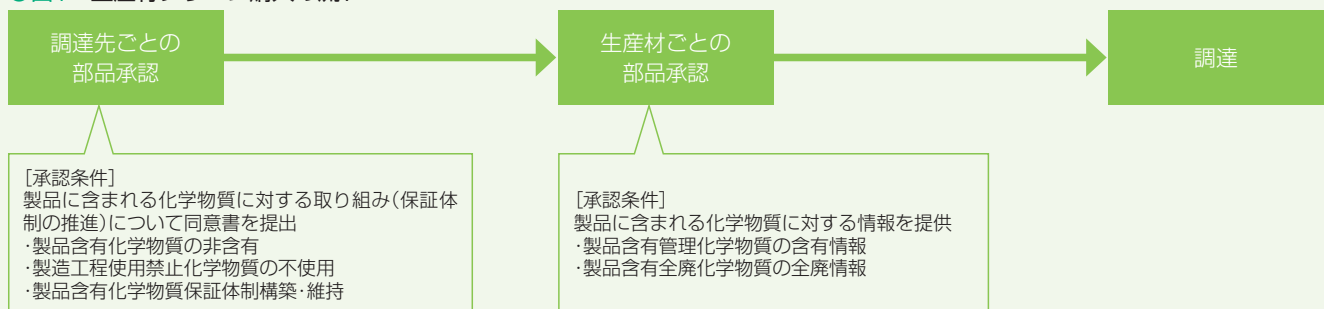 調達先ごとの
部品承認
生産材ごとの
部品承認
調達
[承認条件]
製品に含まれる化学物質に対する取り組み(保証体
制の推進)について同意書を提出
・製品含有化学物質の非含有
・製造工程使用禁止化学物質の不使用
・製品含有化学物質保証体制構築・維持
[承認条件]
製品に含まれる化学物質に対する情報を提供
・製品含有管理化学物質の含有情報
・製品含有全廃化学物質の全廃情報